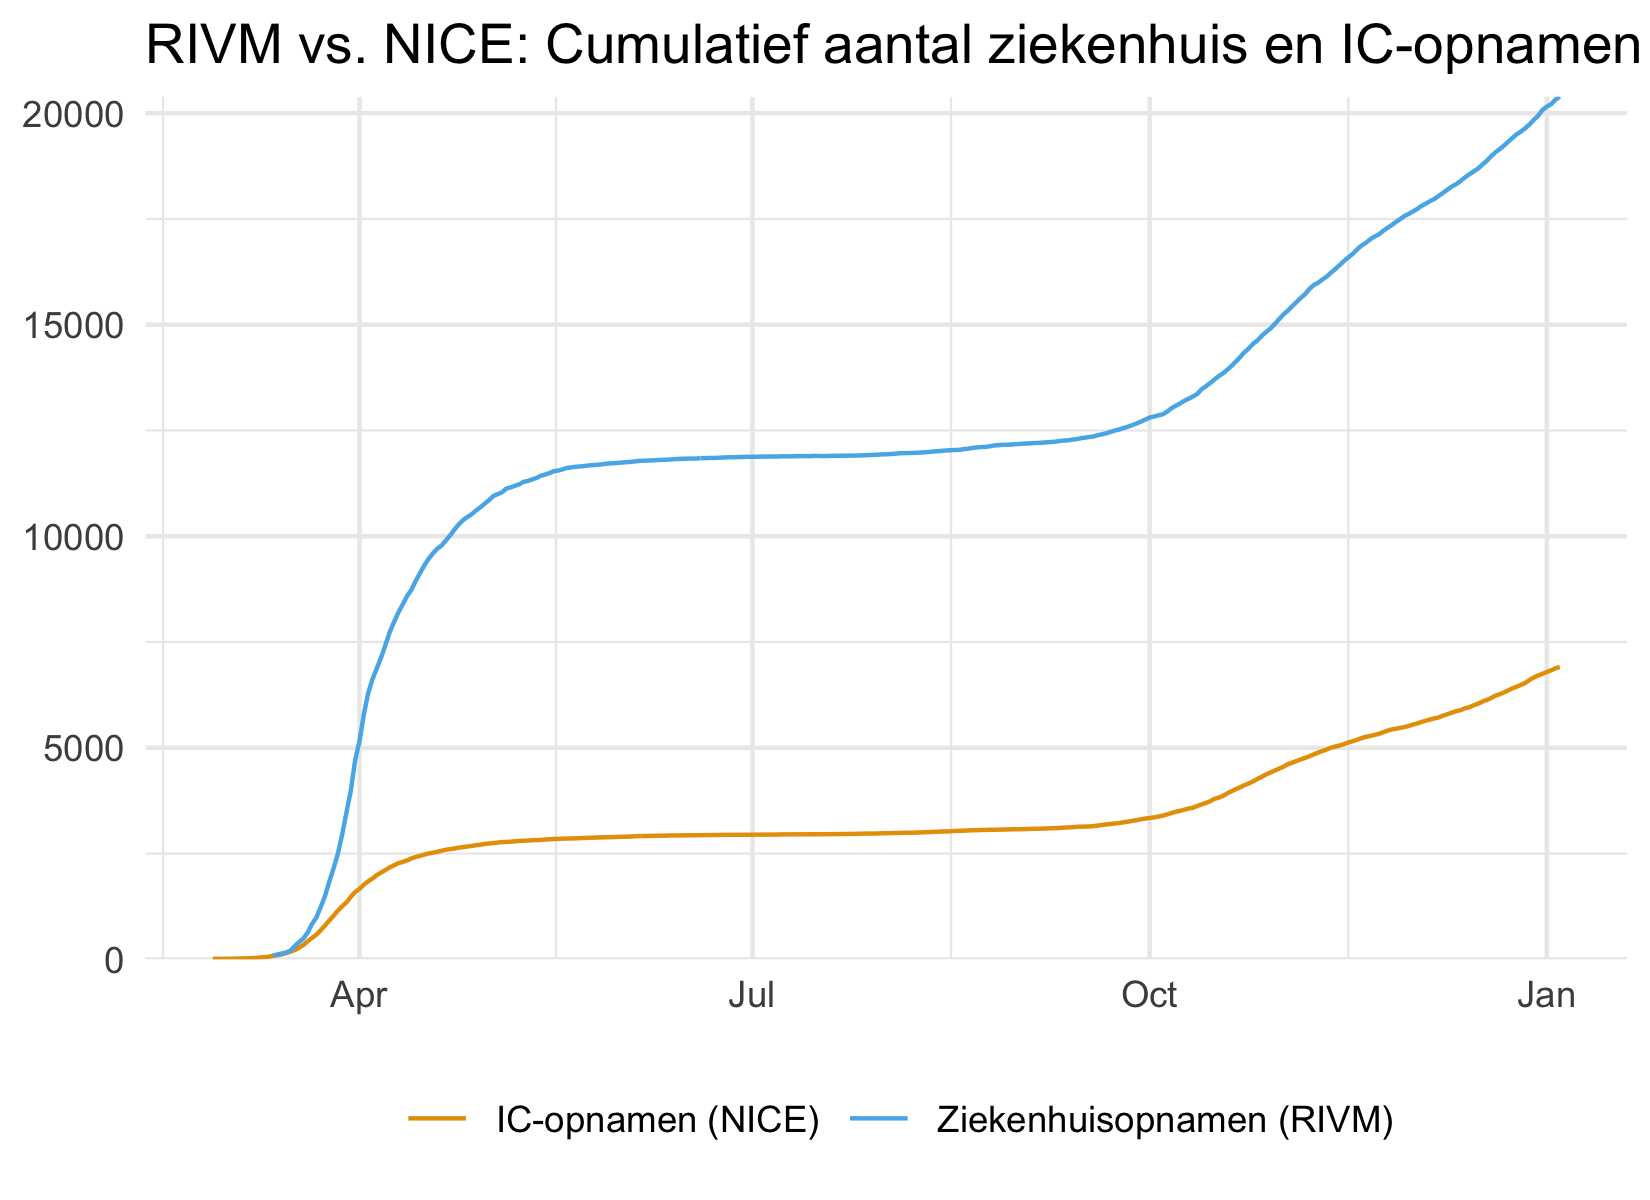 RIVM vs. NICE: Cumulatief aantal ziekenhuis en IC-opnamen
20000
15000
10000
5000
0
Apr Jul Oct Jan
IC-opnamen (NICE) Ziekenhuisopnamen (RIVM)